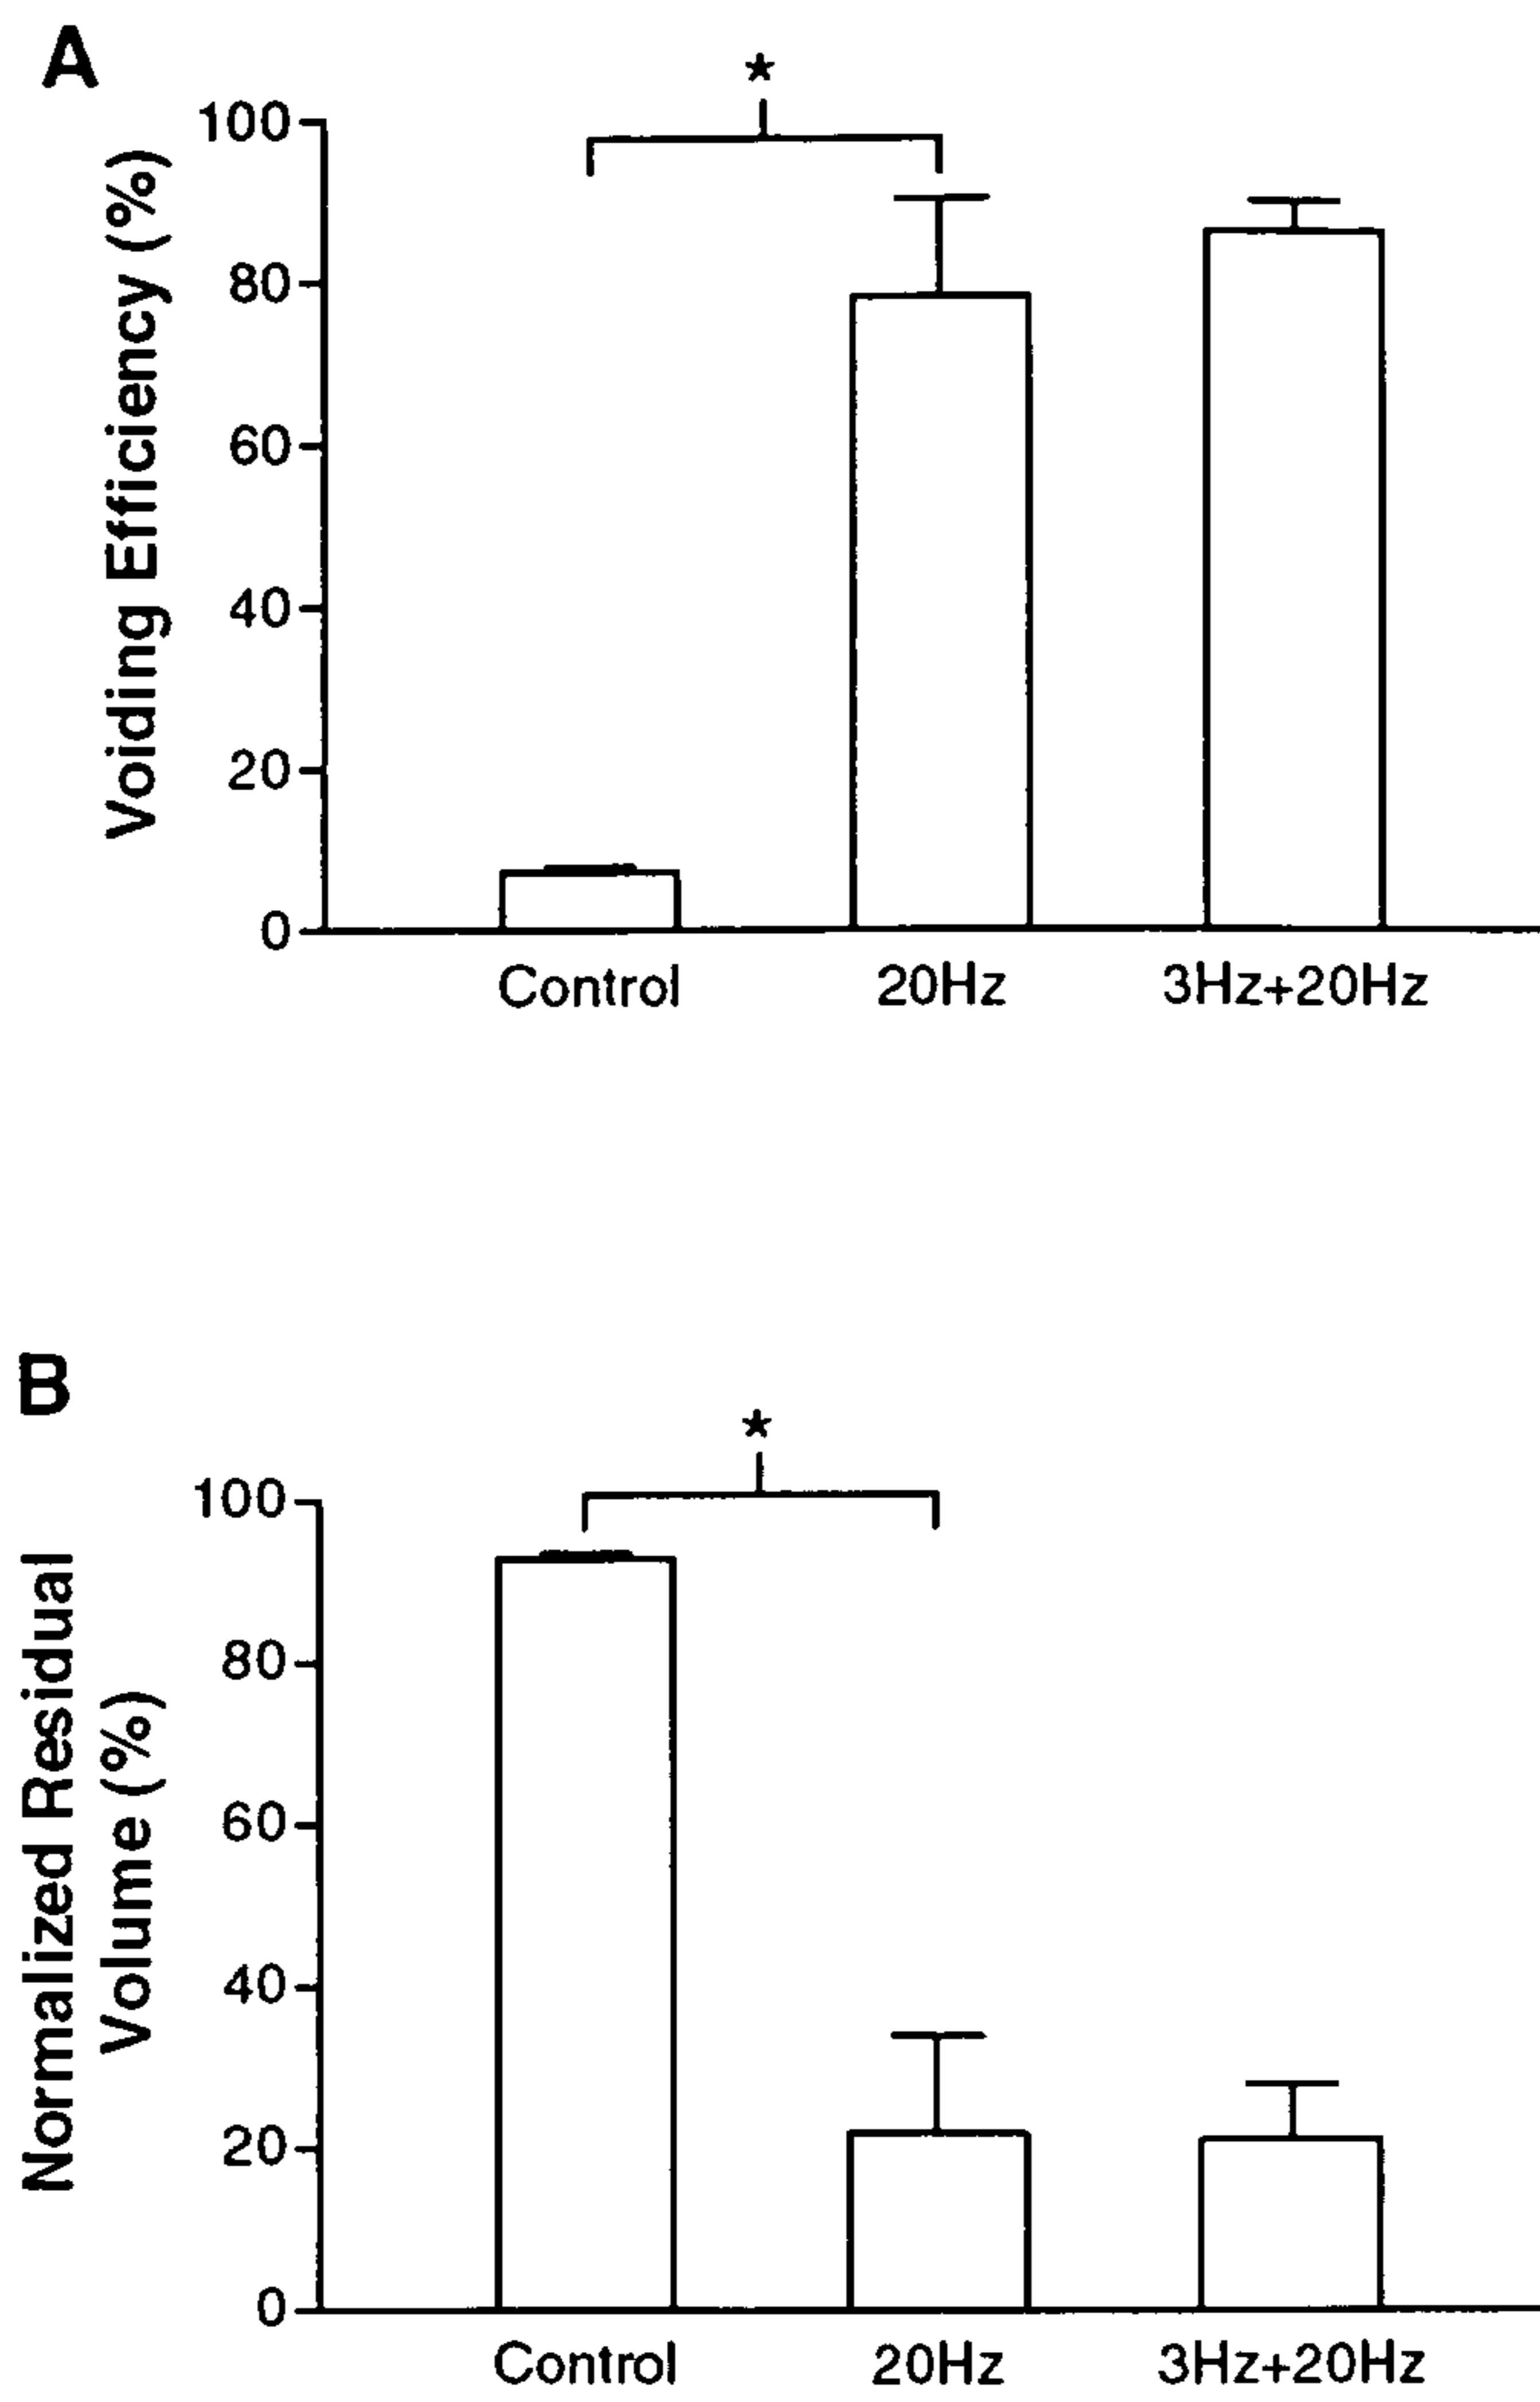 A
*
100
80
60
40
20
0
Voiding Efficiency (%)
Control 20Hz 3Hz+20Hz
B
*
100
80
60
40
20
0
Normalized Residual
Volume (%)
Control 20Hz 3Hz+20Hz